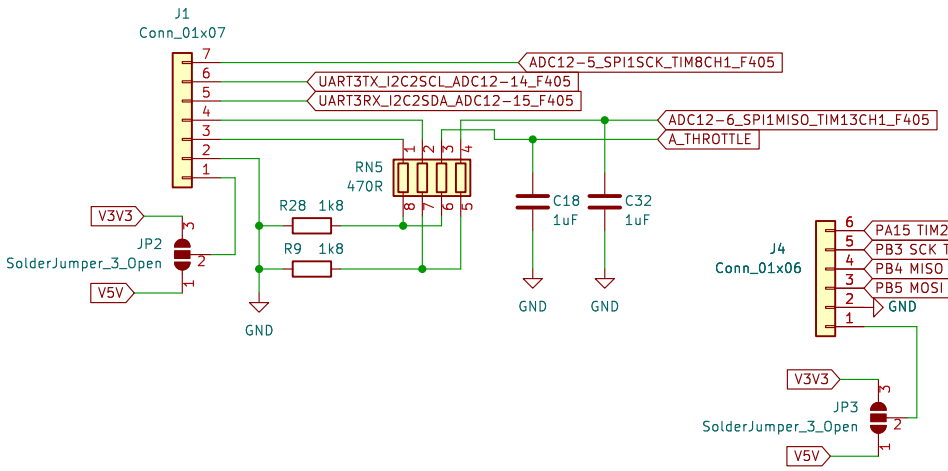 J1
Conn_01x07
7
ADC12-5_SPI1SCK_TIM8CH1_F405
6
UART3TX_I2C2SCL_ADC12-14_F405
5
UART3RX_I2C2SDA_ADC12-15_F405
4
ADC12-6_SPI1MISO_TIM13CH1_F405
3
A_THROTTLE
2
1
1 2 3 4
RN5
470R
8 7 6 5
R28 1k8
R9 1k8
GND
C18
1uF
GND
C32
1uF
GND
V3V3
3
JP2
2
SolderJumper_3_Open
1
V5V
J4
Conn_01x06
6
PA15 TIM2
5
PB3 SCK T
4
PB4 MISO
3
PB5 MOSI
2
GND
1
V3V3
3
JP3
2
SolderJumper_3_Open
1
V5V